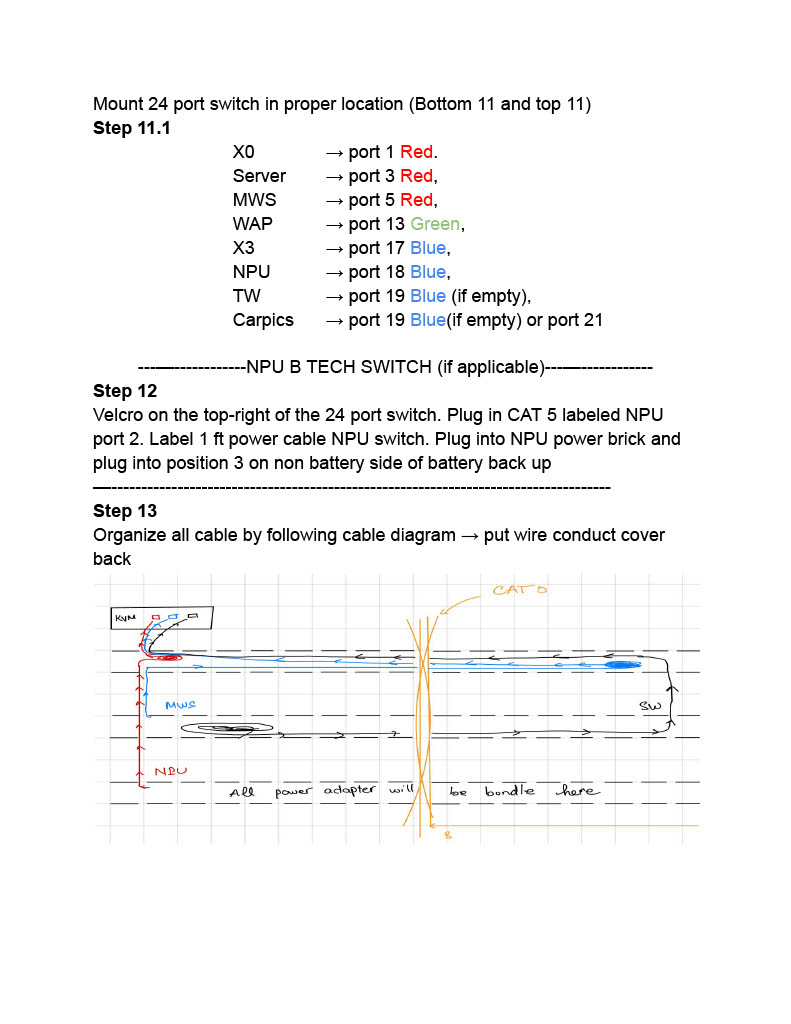 Mount 24 port switch in proper location (Bottom 11 and top 11)
Step 11.1
X0 → port 1 Red.
Server → port 3 Red,
MWS → port 5 Red,
WAP → port 13 Green,
X3 → port 17 Blue,
NPU → port 18 Blue,
TW → port 19 Blue (if empty),
Carpics → port 19 Blue(if empty) or port 21
---—------------NPU B TECH SWITCH (if applicable)---—------------
Step 12
Velcro on the top-right of the 24 port switch. Plug in CAT 5 labeled NPU
port 2. Label 1 ft power cable NPU switch. Plug into NPU power brick and
plug into position 3 on non battery side of battery back up
—-----------------------------------------------------------------------------------
Step 13
Organize all cable by following cable diagram → put wire conduct cover
back
CAT 5
KVM
MWS
SW
NPU
All power adapter will be bundle here
8